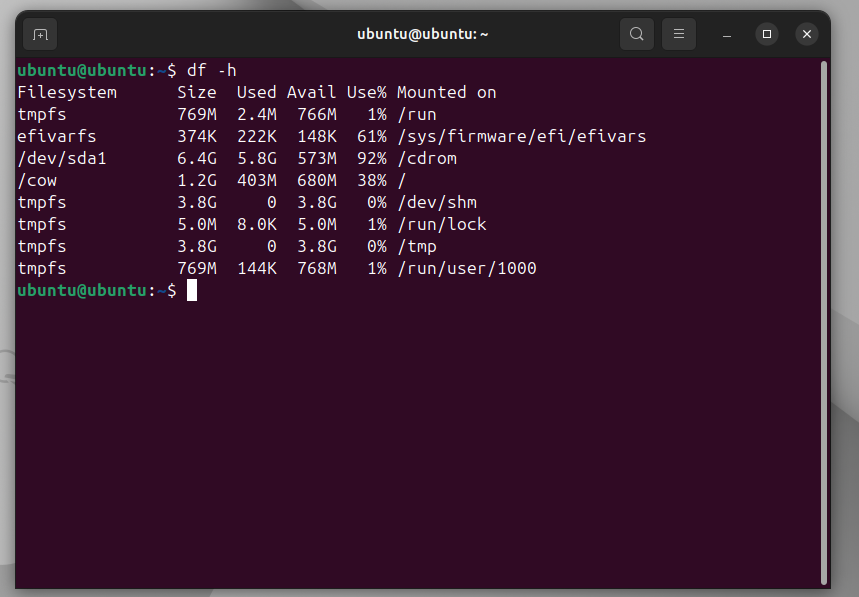 ubuntu@ubuntu: ~
ubuntu@ubuntu:~$ df -h
Filesystem      Size  Used Avail Use% Mounted on
tmpfs           769M  2.4M  766M   1% /run
efivarfs        374K  222K  148K  61% /sys/firmware/efi/efivars
/dev/sda1       6.4G  5.8G  573M  92% /cdrom
/cow            1.2G  403M  680M  38% /
tmpfs           3.8G     0  3.8G   0% /dev/shm
tmpfs           5.0M  8.0K  5.0M   1% /run/lock
tmpfs           3.8G     0  3.8G   0% /tmp
tmpfs           769M  144K  768M   1% /run/user/1000
ubuntu@ubuntu:~$